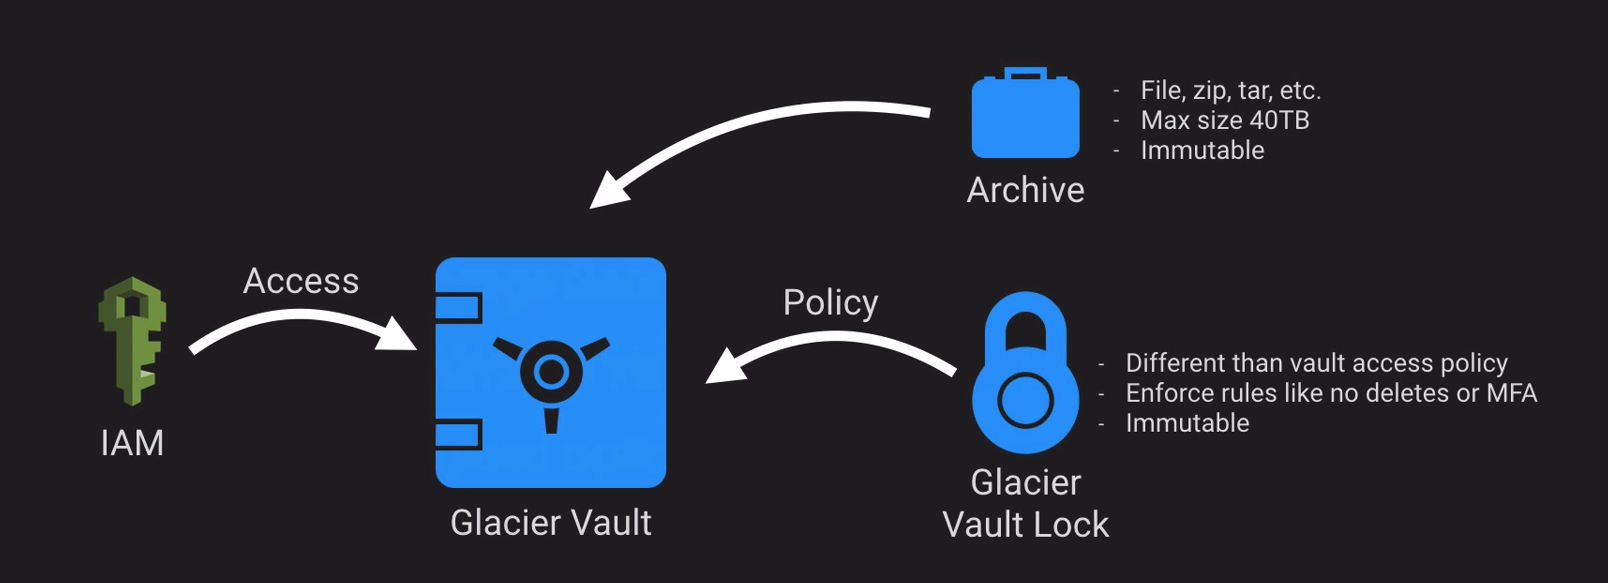 - File, zip, tar, etc.
- Max size 40TB
- Immutable
Archive
Access
IAM
Glacier Vault
Policy
- Different than vault access policy
- Enforce rules like no deletes or MFA
- Immutable
Glacier
Vault Lock